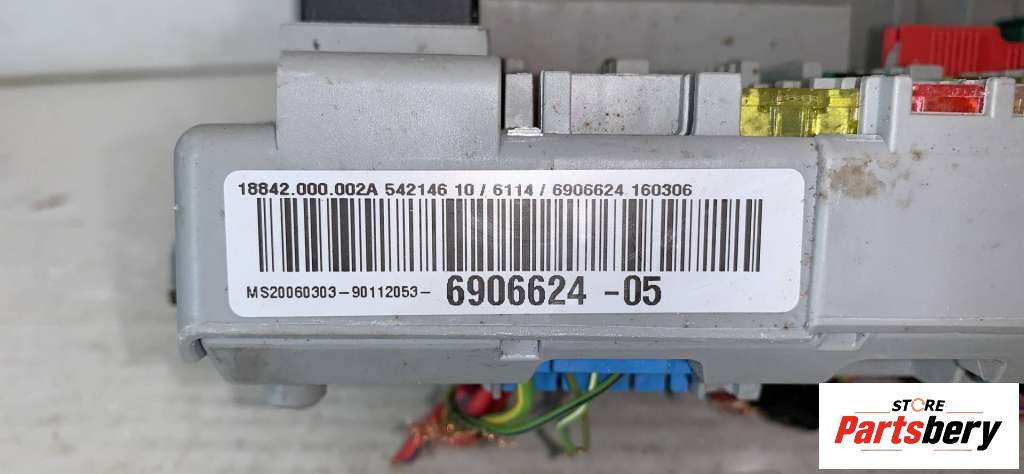 18842.000.002A 542146 10 / 6114 / 6906624 160306
MS20060303-90112053- 6906624 -05
STORE
Partsbery